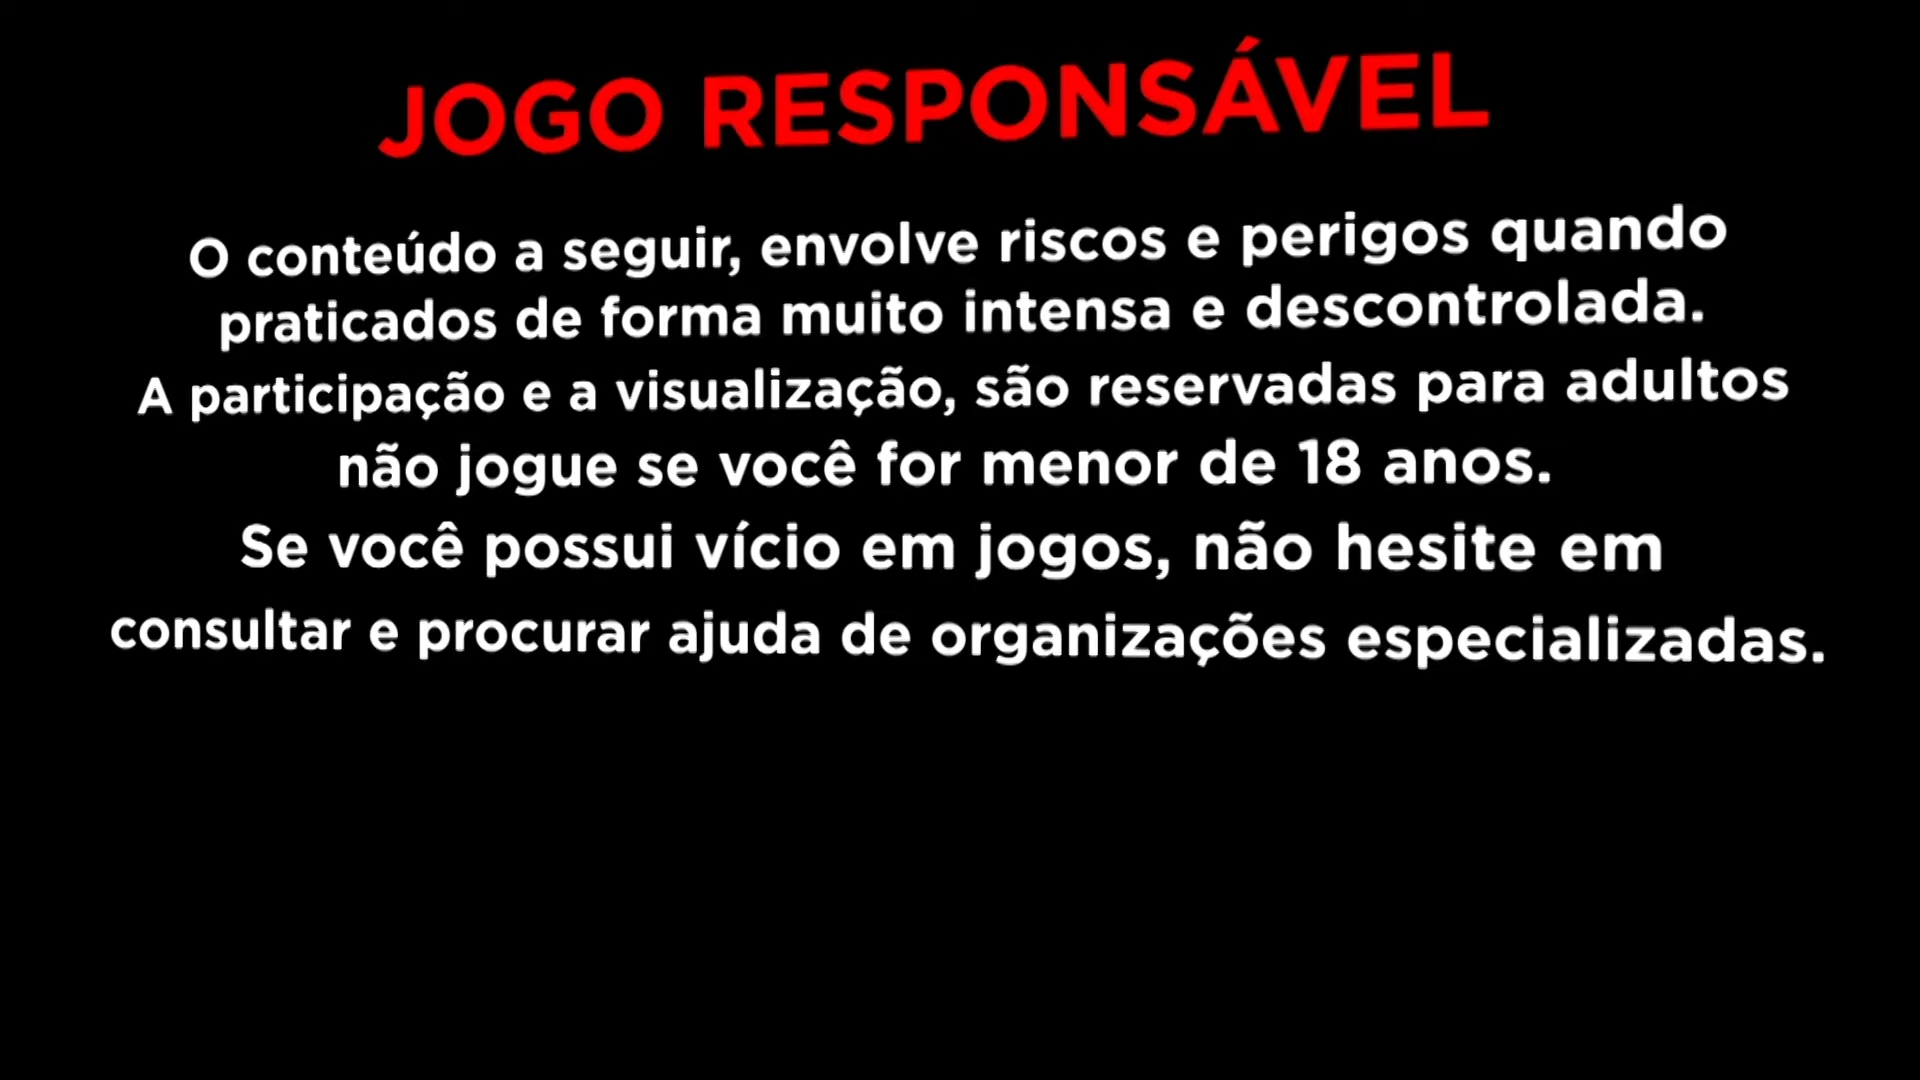 JOGO RESPONSÁVEL
O conteúdo a seguir, envolve riscos e perigos quando
praticados de forma muito intensa e descontrolada.
A participação e a visualização, são reservadas para adultos
não jogue se você for menor de 18 anos.
Se você possui vício em jogos, não hesite em
consultar e procurar ajuda de organizações especializadas.